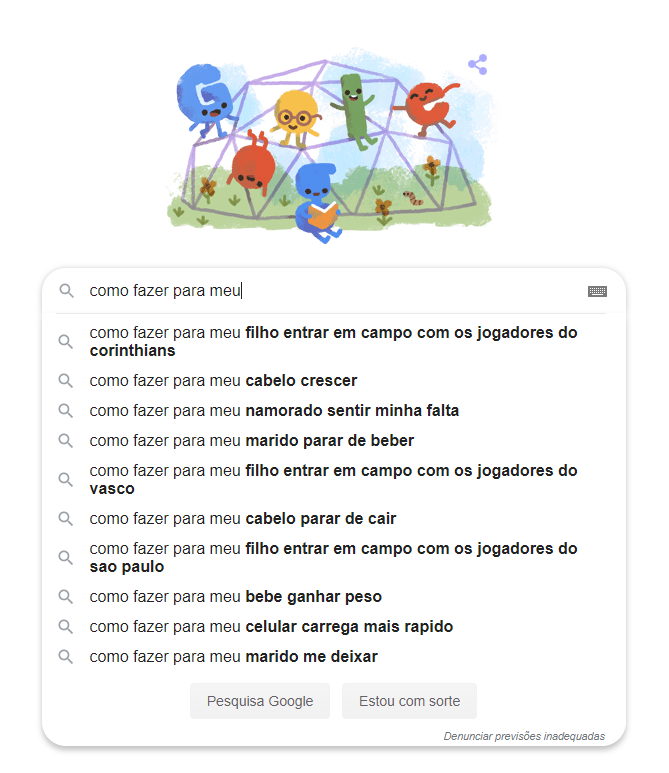 como fazer para meu
como fazer para meu filho entrar em campo com os jogadores do
corinthians
como fazer para meu cabelo crescer
como fazer para meu namorado sentir minha falta
como fazer para meu marido parar de beber
como fazer para meu filho entrar em campo com os jogadores do
vasco
como fazer para meu cabelo parar de cair
como fazer para meu filho entrar em campo com os jogadores do
sao paulo
como fazer para meu bebe ganhar peso
como fazer para meu celular carrega mais rapido
como fazer para meu marido me deixar
Pesquisa Google Estou com sorte
Denunciar previsões inadequadas